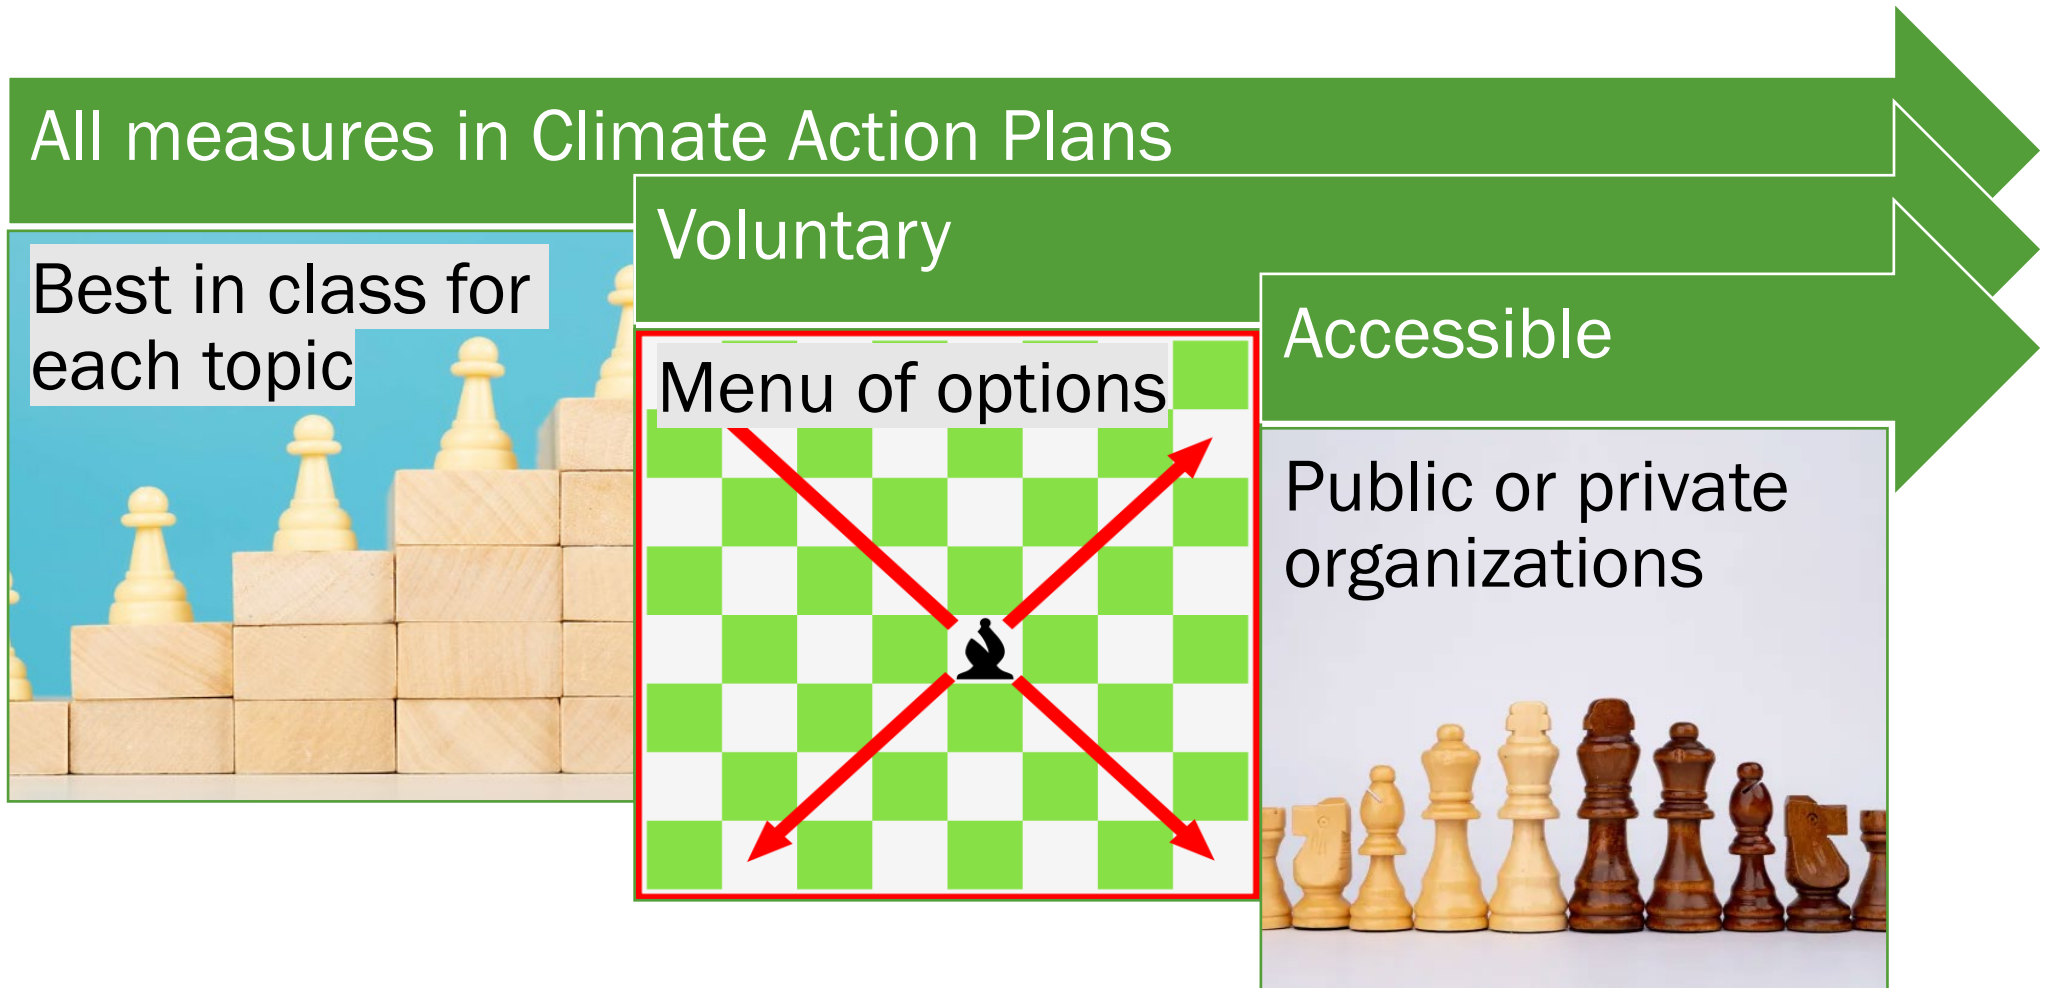 All measures in Climate Action Plans
Best in class for
each topic
Voluntary
Menu of options
Accessible
Public or private
organizations